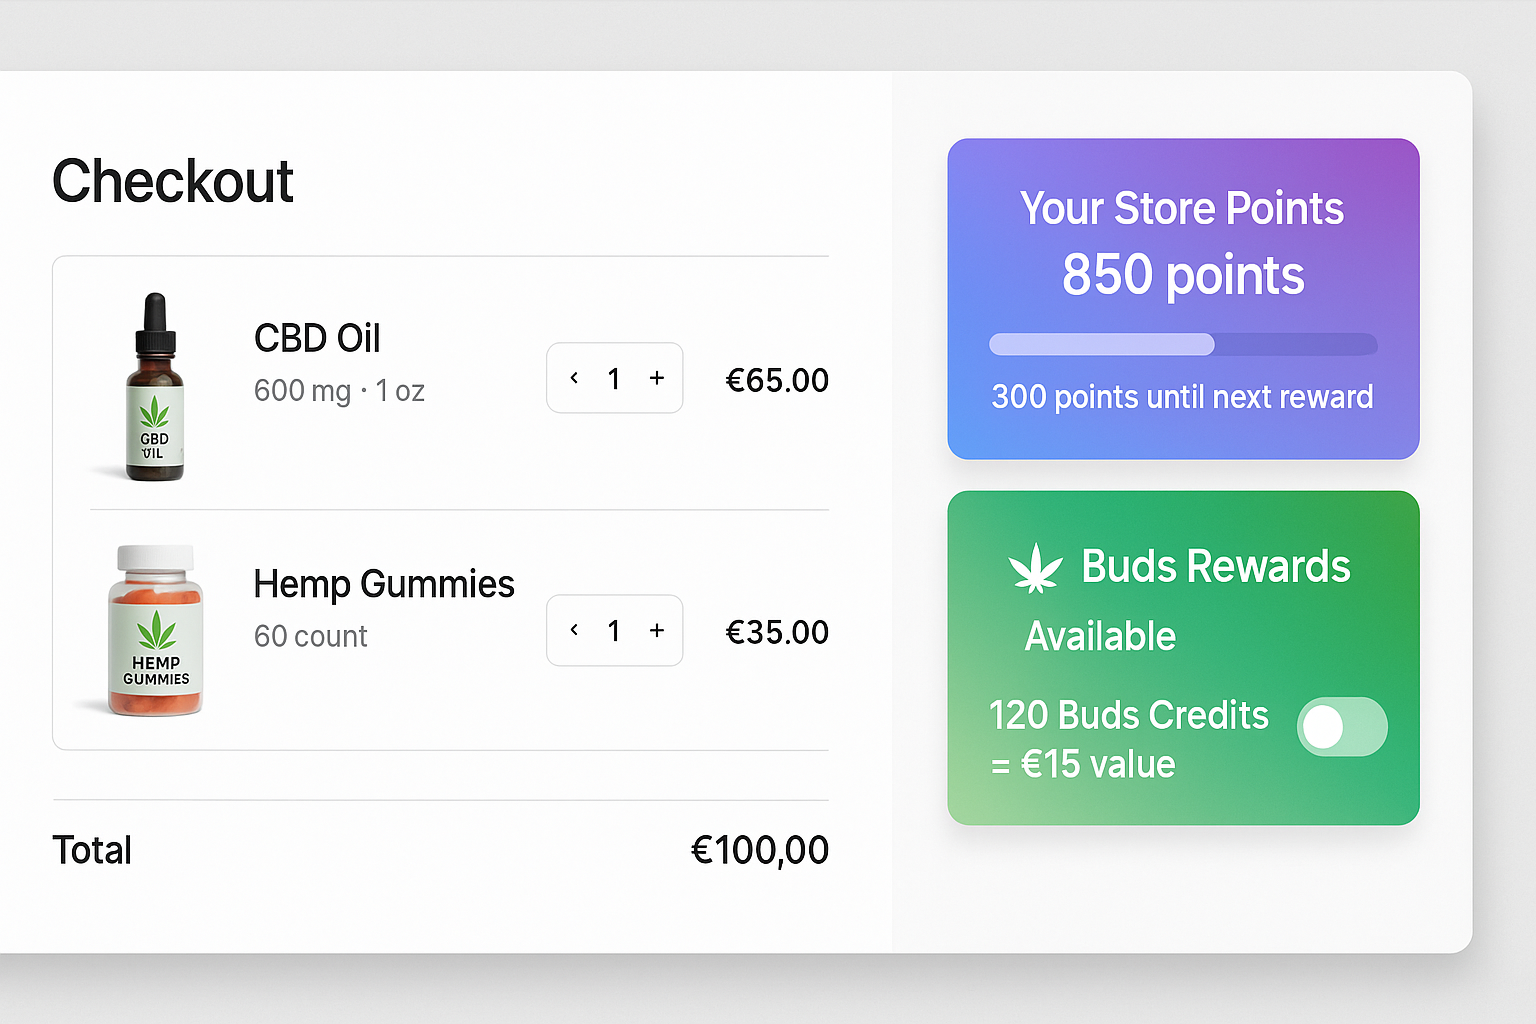 Checkout
CBD Oil
600 mg · 1 oz
‹ 1 +
€65.00
GBD
OIL
Hemp Gummies
60 count
‹ 1 +
€35.00
HEMP
GUMMIES
Total
€100,00
Your Store Points
850 points
300 points until next reward
Buds Rewards
Available
120 Buds Credits
= €15 value